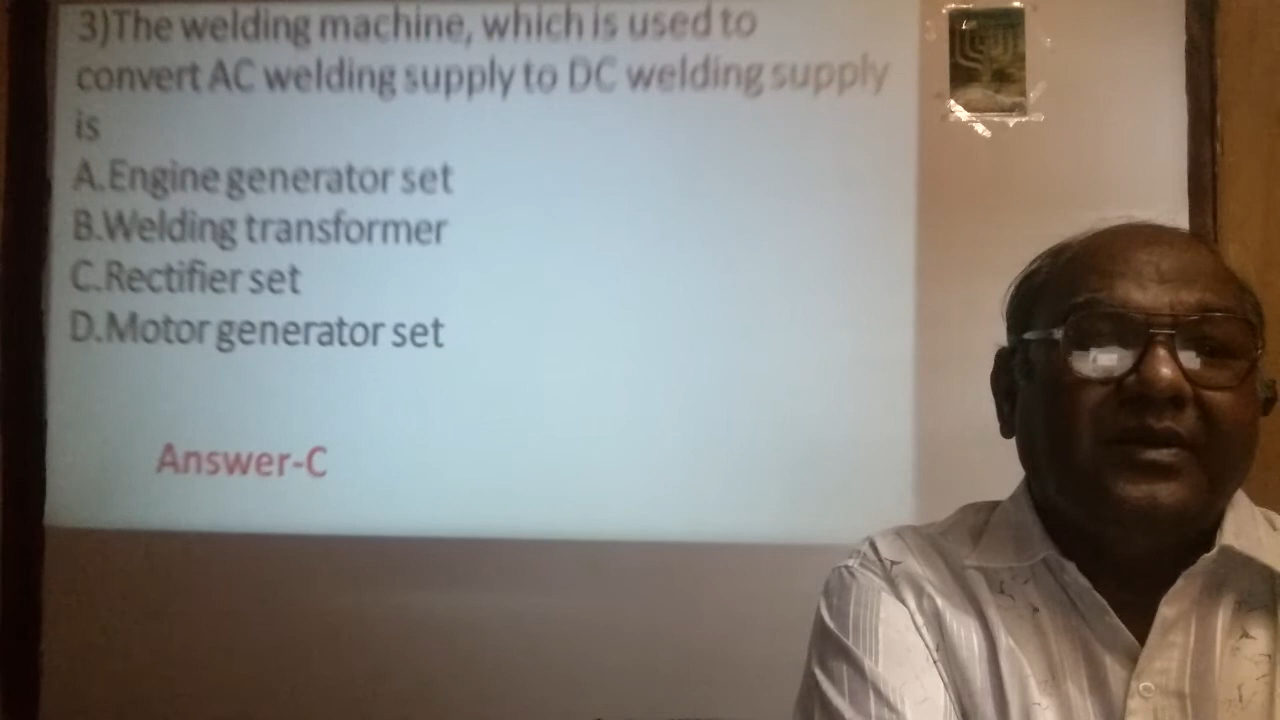 3)The welding machine, which is used to
convert AC welding supply to DC welding supply
is
A.Engine generator set
B.Welding transformer
C.Rectifier set
D.Motor generator set
Answer-C